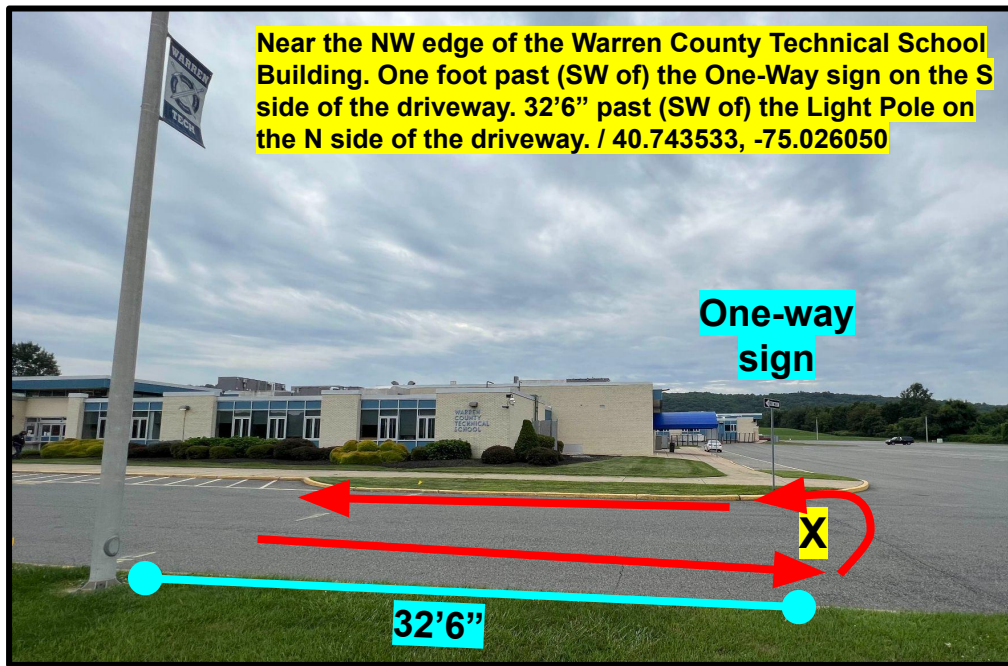 Near the NW edge of the Warren County Technical School
Building. One foot past (SW of) the One-Way sign on the S
side of the driveway. 32’6” past (SW of) the Light Pole on
the N side of the driveway. / 40.743533, -75.026050
WARREN
TECH
One-way
sign
WARREN
COUNTY
TECHNICAL
SCHOOL
X
32’6”